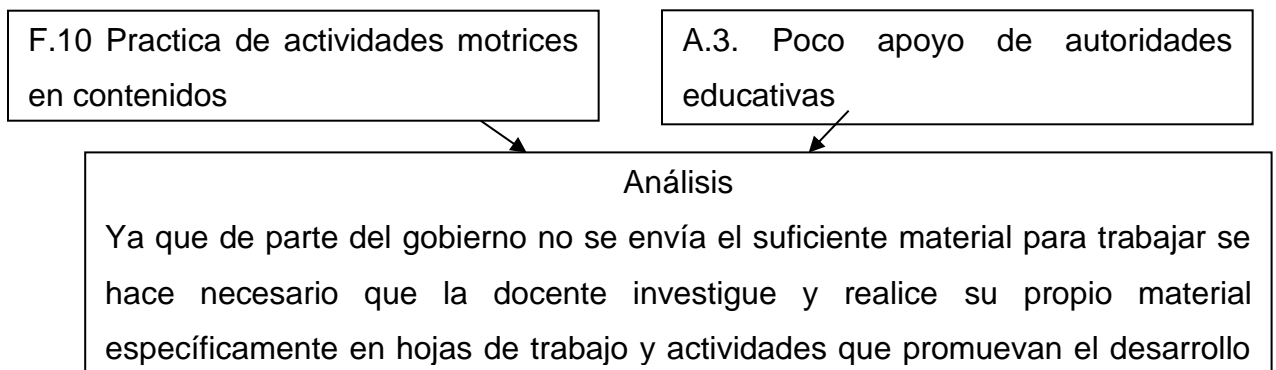 F.10 Practica de actividades motrices
en contenidos
A.3. Poco apoyo de autoridades
educativas
Análisis
Ya que de parte del gobierno no se envía el suficiente material para trabajar se
hace necesario que la docente investigue y realice su propio material
específicamente en hojas de trabajo y actividades que promuevan el desarrollo